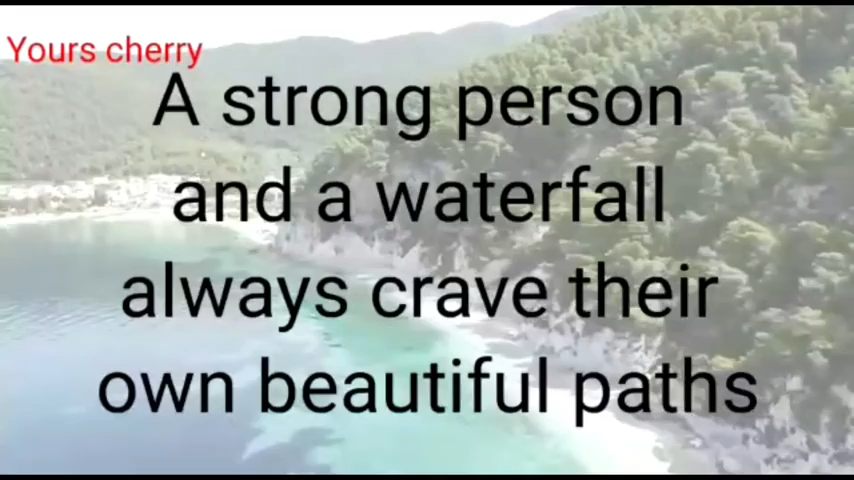 Yours cherry
A strong person
and a waterfall
always crave their
own beautiful paths